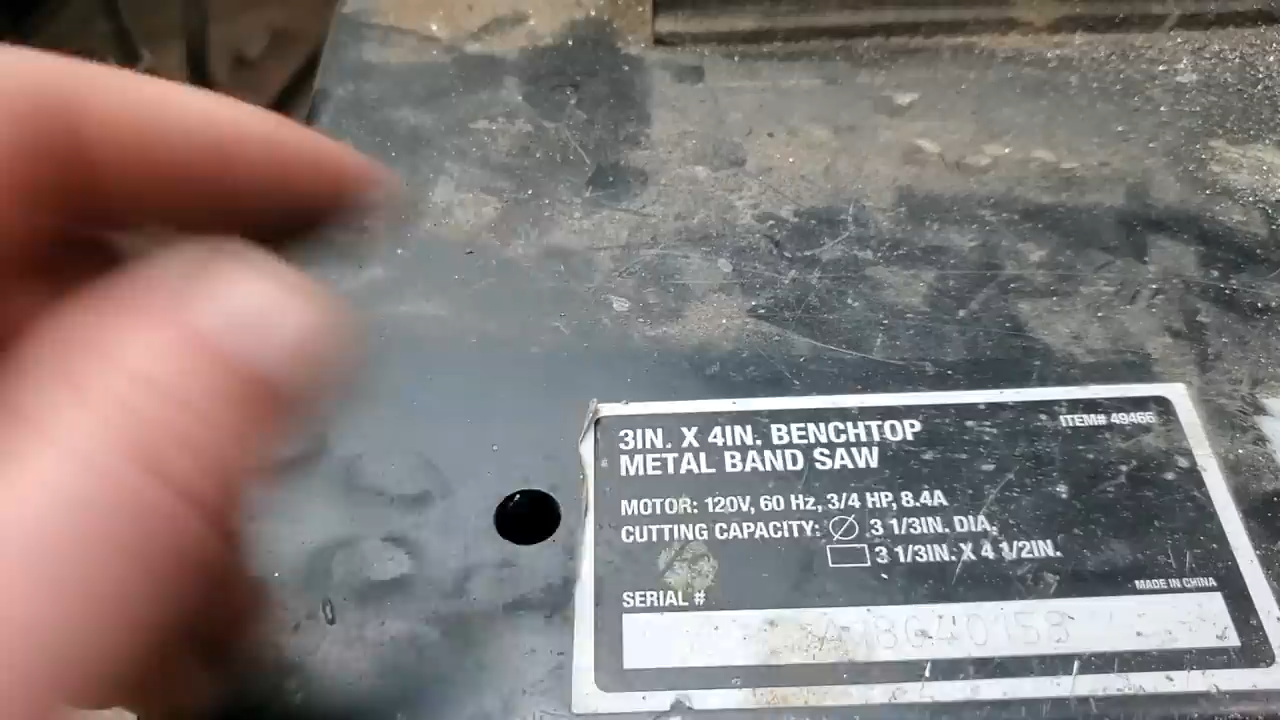 3IN. X 4IN. BENCHTOP
METAL BAND SAW
ITEM# 49466
MOTOR: 120V, 60 Hz, 3/4 HP, 8.4A
CUTTING CAPACITY: 3 1/3IN. DIA.
3 1/3IN. X 4 1/2IN.
MADE IN CHINA
SERIAL #